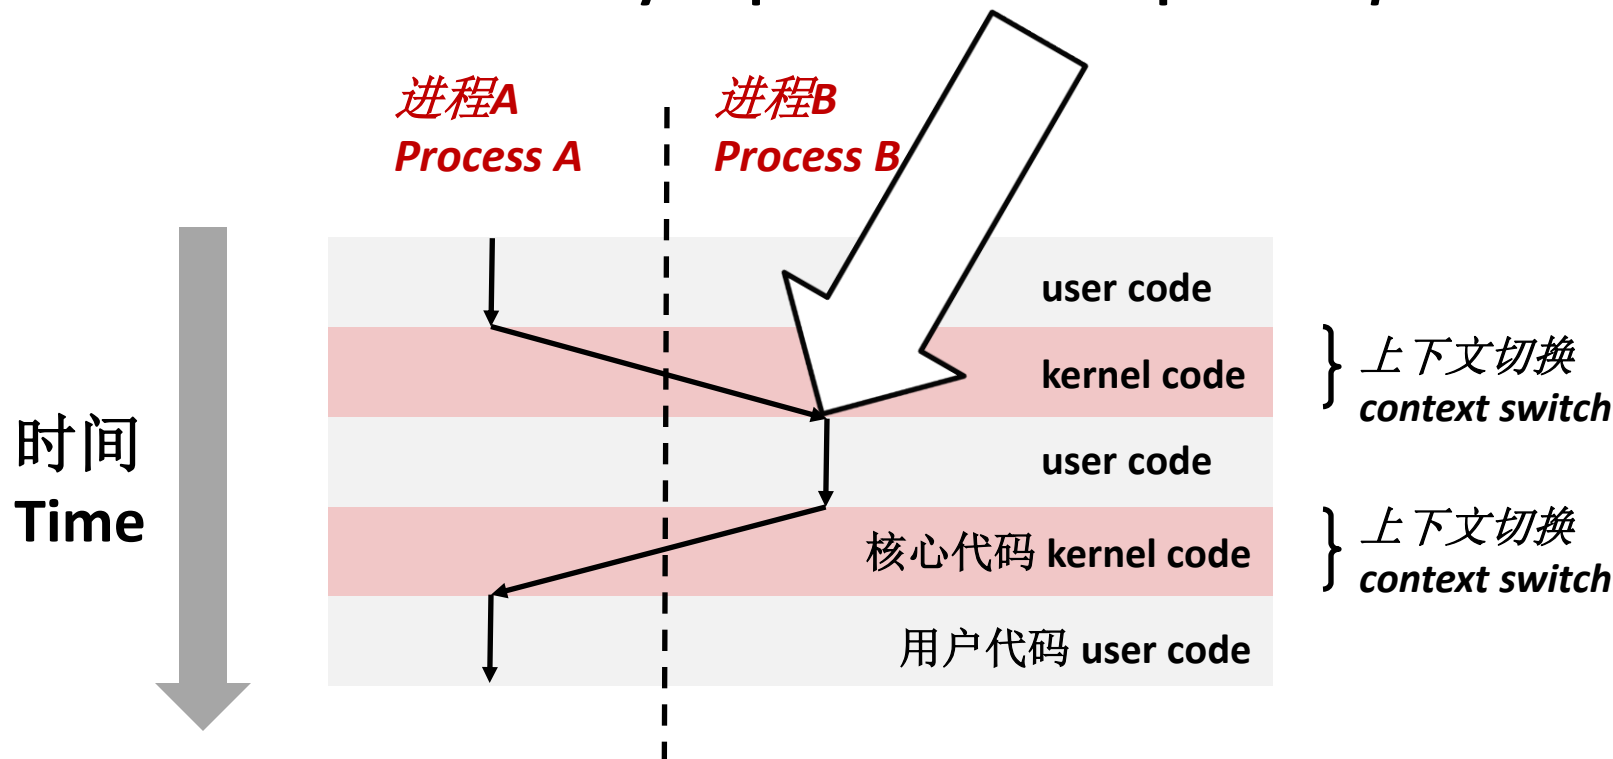 进程A
Process A
进程B
Process B
user code
kernel code
上下文切换
context switch
时间
Time
user code
核心代码 kernel code
上下文切换
context switch
用户代码 user code